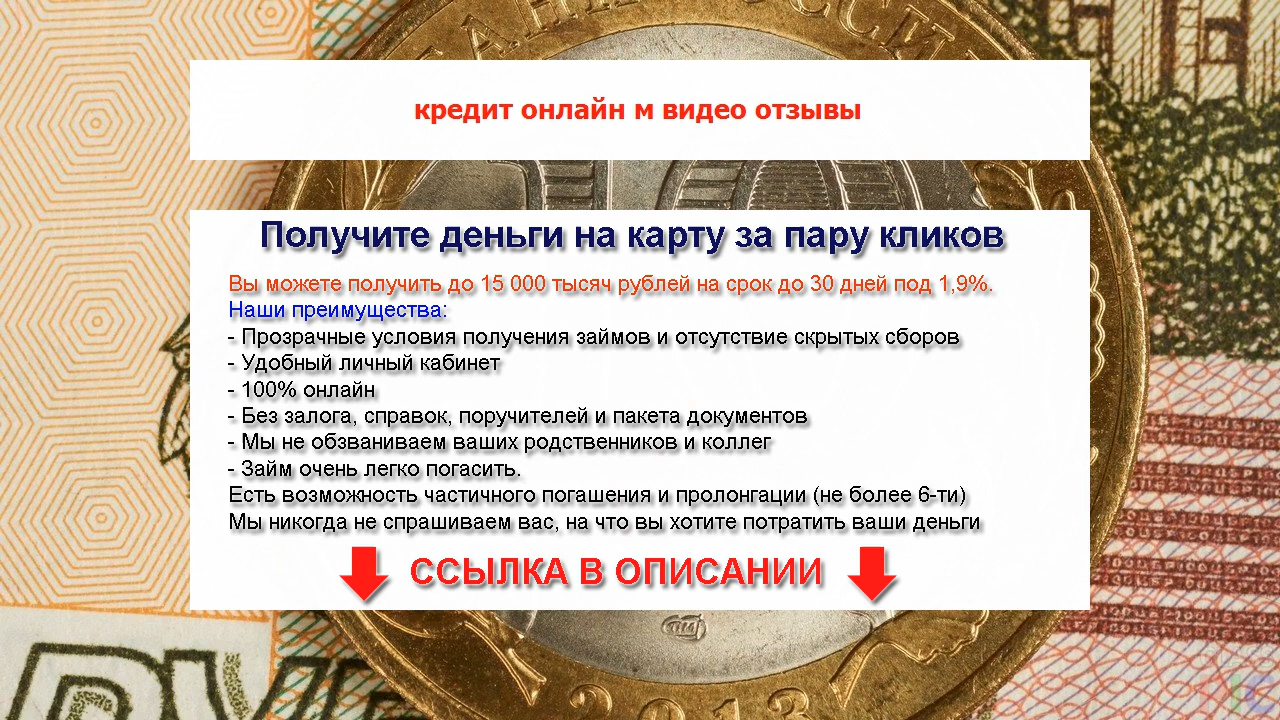 БАНК РОССИИ
кредит онлайн м видео отзывы
Получите деньги на карту за пару кликов
Вы можете получить до 15 000 тысяч рублей на срок до 30 дней под 1,9%.
Наши преимущества:
- Прозрачные условия получения займов и отсутствие скрытых сборов
- Удобный личный кабинет
- 100% онлайн
- Без залога, справок, поручителей и пакета документов
- Мы не обзваниваем ваших родственников и коллег
- Займ очень легко погасить.
Есть возможность частичного погашения и пролонгации (не более 6-ти)
Мы никогда не спрашиваем вас, на что вы хотите потратить ваши деньги
ССЫЛКА В ОПИСАНИИ
2013